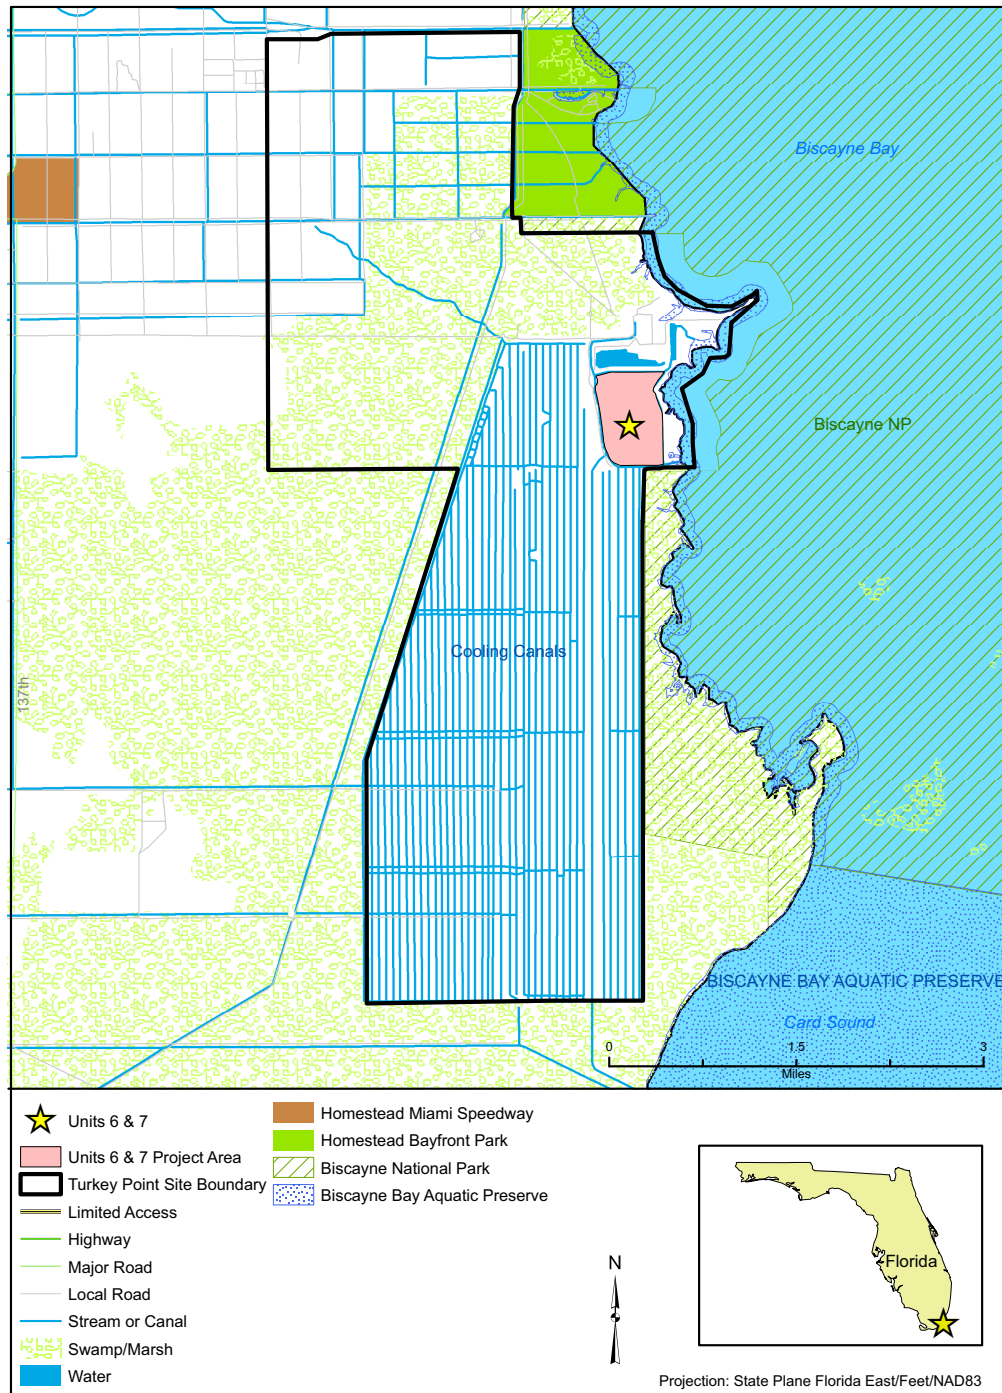 Biscayne Bay
Biscayne NP
Cooling Canals
137th
BISCAYNE BAY AQUATIC PRESERVE
Card Sound
0
1.5
3
Miles
Units 6 & 7
Units 6 & 7 Project Area
Turkey Point Site Boundary
Limited Access
Highway
Major Road
Local Road
Stream or Canal
Swamp/Marsh
Water
Homestead Miami Speedway
Homestead Bayfront Park
Biscayne National Park
Biscayne Bay Aquatic Preserve
N
Florida
Projection: State Plane Florida East/Feet/NAD83